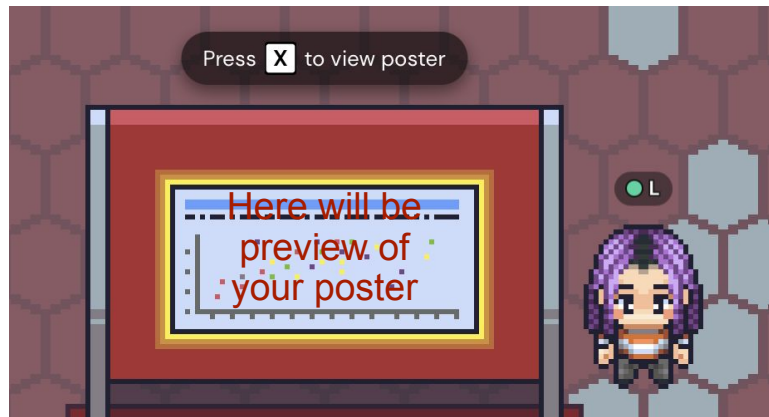 Press X to view poster
L
Here will be
preview of
your poster